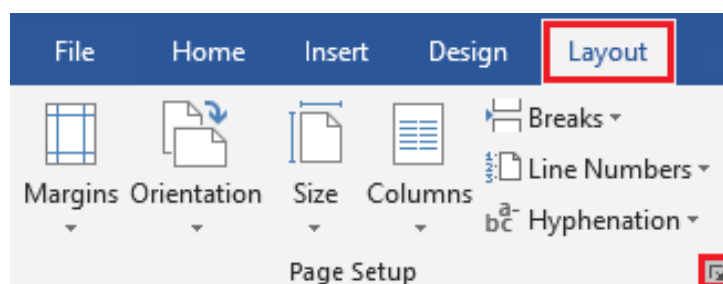 File Home Insert Design Layout
Breaks
Line Numbers
Margins Orientation Size Columns
Hyphenation
Page Setup